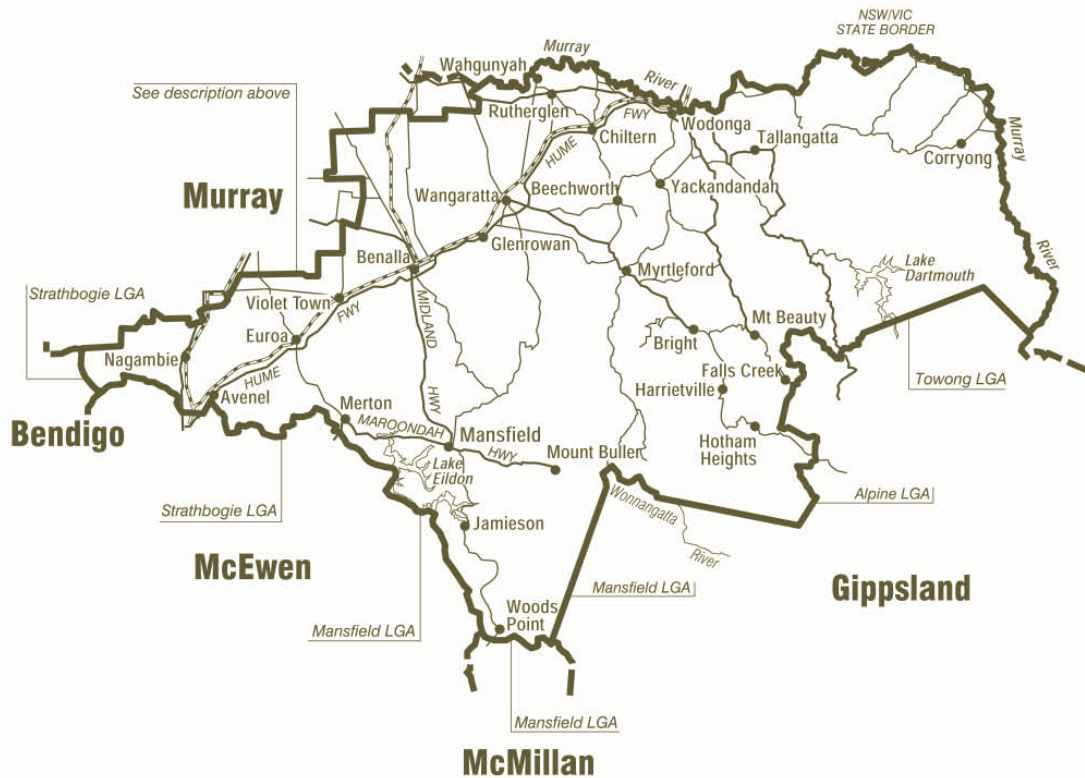 NSW/VIC
STATE BORDER
Murray
Wahgunyah
River
See description above
Rutherglen
FWY
Wodonga
Chiltern
Tallangatta
Murray
HUME
Corryong
Murray
Wangaratta
Beechworth
Yackandandah
Glenrowan
River
Benalla
Lake
Dartmouth
Myrtleford
Strathbogie LGA
Violet Town
FWY
MIDLAND
Mt Beauty
Euroa
Bright
Nagambie
HUME
Falls Creek
Towong LGA
Avenel
HWY
Harrietville
Merton
Bendigo
MAROONDAH
Mansfield
Hotham
Heights
HWY
Mount Buller
Lake
Eildon
Alpine LGA
Strathbogie LGA
Wonnangatta
Jamieson
River
McEwen
Mansfield LGA
Gippsland
Woods
Point
Mansfield LGA
Mansfield LGA
McMillan